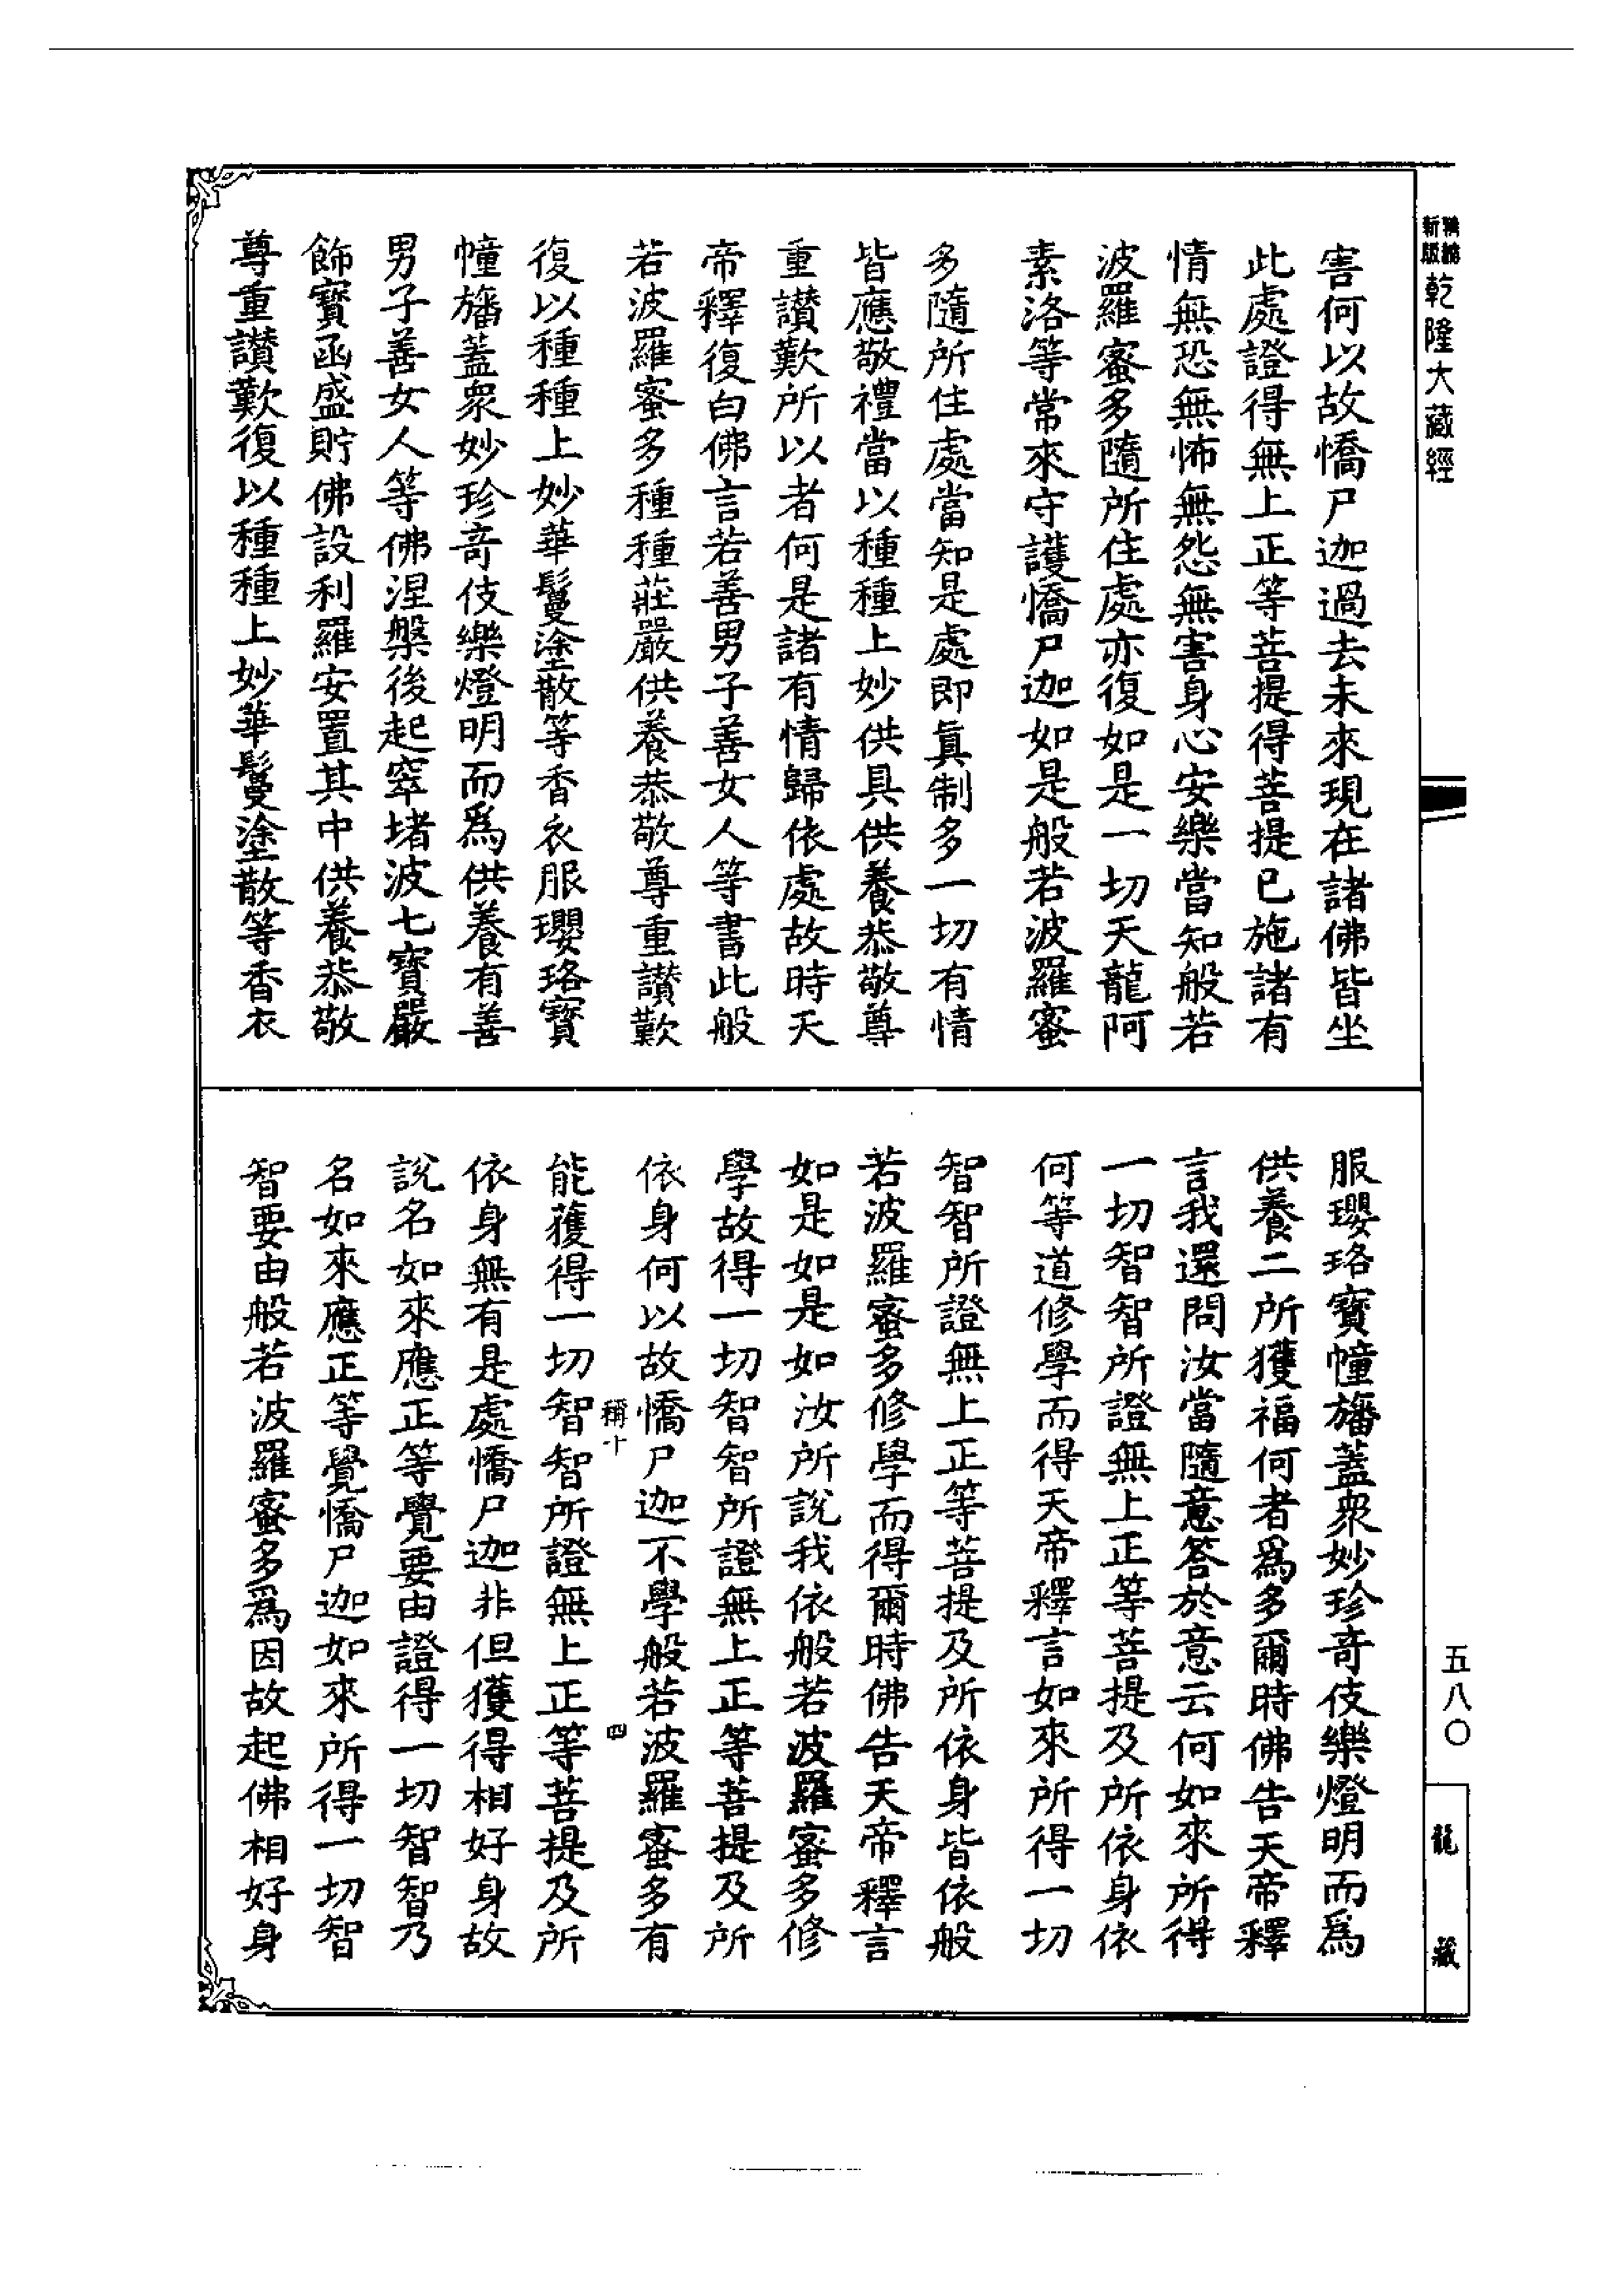 新版
精縮
乾隆大藏經
害何以故憍尸迦過去未來現在諸佛皆坐
此處證得無上正等菩提得菩提已施諸有
情無恐無怖無怨無害身心安樂當知般若
波羅蜜多隨所住處亦復如是一切天龍阿
素洛等常來守護憍尸迦如是般若波羅蜜
多隨所住處當知是處即真制多一切有情
皆應敬禮當以種種上妙供具供養恭敬尊
重讚歎所以者何是諸有情歸依處故時天
帝釋復白佛言若善男子善女人等書此般
若波羅蜜多種種莊嚴供養恭敬尊重讚歎
復以種種上妙華鬘塗散等香衣服瓔珞寶
幢旛蓋衆妙珍奇伎樂燈明而爲供養有善
男子善女人等佛涅槃後起窣堵波七寶嚴
飾寶函盛貯佛設利羅安置其中供養恭敬
尊重讚歎復以種種上妙華鬘塗散等香衣
服瓔珞寶幢旛蓋衆妙珍奇伎樂燈明而爲
供養二所獲福何者爲多爾時佛告天帝釋
言我還問汝當隨意答於意云何如來所得
一切智智所證無上正等菩提及所依身依
何等道修學而得天帝釋言如來所得一切
智智所證無上正等菩提及所依身皆依般
若波羅蜜多修學而得爾時佛告天帝釋言
如是如是如汝所說我依般若波羅蜜多修
學故得一切智智所證無上正等菩提及所
依身何以故憍尸迦不學般若波羅蜜多有
稱十 四
能獲得一切智智所證無上正等菩提及所
依身無有是處憍尸迦非但獲得相好身故
說名如來應正等覺要由證得一切智智乃
名如來應正等覺憍尸迦如來所得一切智
智要由般若波羅蜜多爲因故起佛相好身
五八〇
龍藏